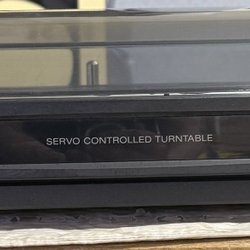 SERVO CONTROLLED TURNTABLE